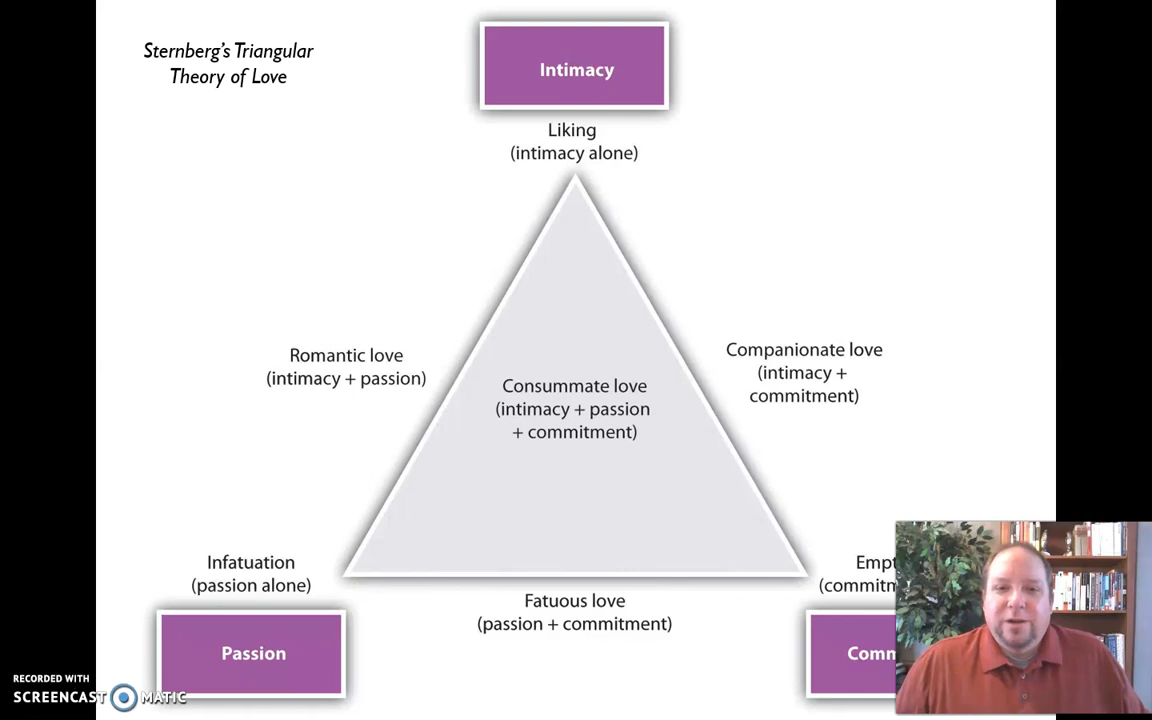 Sternberg's Triangular
Theory of Love
Intimacy
Liking
(intimacy alone)
Romantic love
(intimacy + passion)
Companionate love
(intimacy +
commitment)
Consummate love
(intimacy + passion
+ commitment)
Infatuation
(passion alone)
Fatuous love
(passion + commitment)
Passion
RECORDED WITH
SCREENCAST MATIC